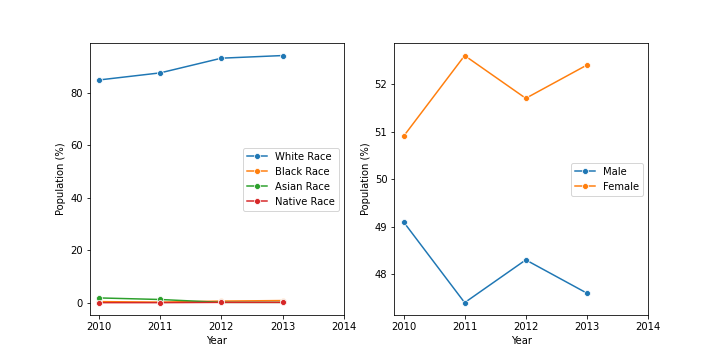 Population (%)
80
60
40
20
0
2010 2011 2012 2013 2014
Year
White Race
Black Race
Asian Race
Native Race
Population (%)
52
51
50
49
48
2010 2011 2012 2013 2014
Year
Male
Female